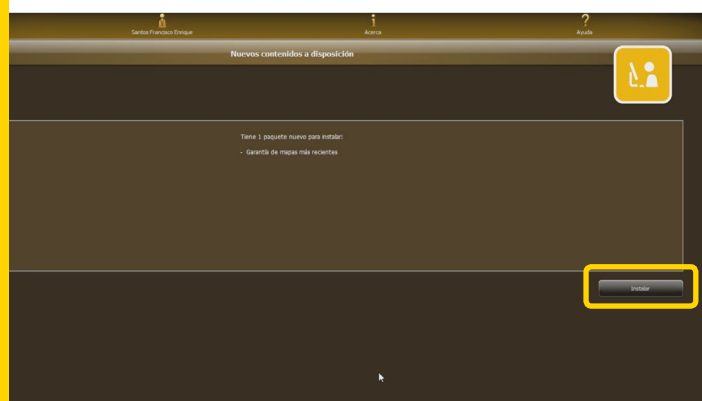 Santos Francisco Enrique
Acerca
Ayuda
Nuevos contenidos a disposición
Tiene 1 paquete nuevo para instalar:
- Garantía de mapas más recientes
Instalar